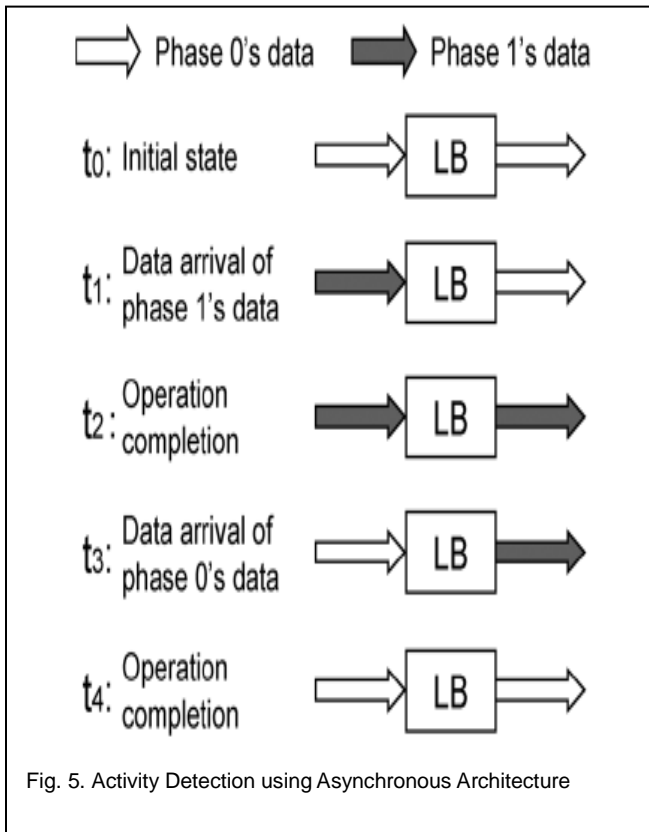 Phase 0's data Phase 1's data
t0: Initial state LB
t1: Data arrival of
phase 1's data LB
t2: Operation
completion LB
t3: Data arrival of
phase 0's data LB
t4: Operation
completion LB
Fig. 5. Activity Detection using Asynchronous Architecture